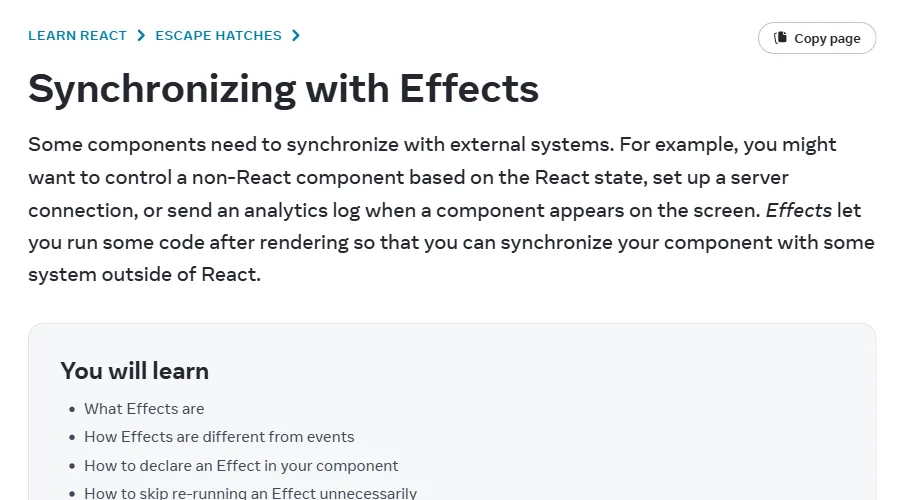 LEARN REACT > ESCAPE HATCHES >
Copy page
Synchronizing with Effects
Some components need to synchronize with external systems. For example, you might
want to control a non-React component based on the React state, set up a server
connection, or send an analytics log when a component appears on the screen. Effects let
you run some code after rendering so that you can synchronize your component with some
system outside of React.
You will learn
• What Effects are
• How Effects are different from events
• How to declare an Effect in your component
• How to skip re-running an Effect unnecessarily